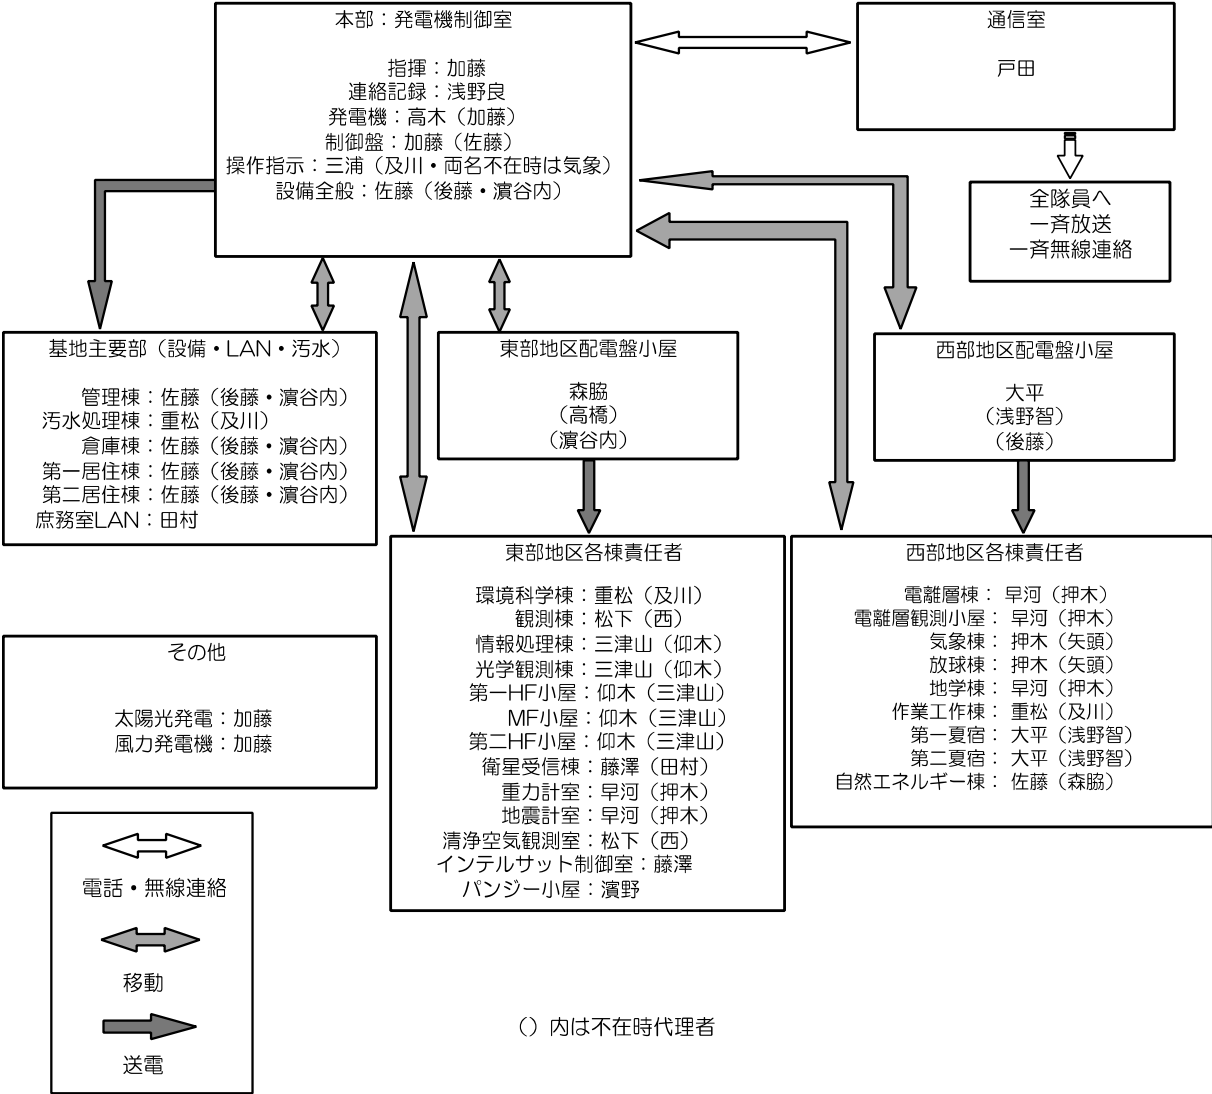 本部：発電機制御室
指揮：加藤
連絡記録：浅野良
発電機：高木（加藤）
制御盤：加藤（佐藤）
操作指示：三浦（及川・両名不在時は気象）
設備全般：佐藤（後藤・濵谷内）
通信室
戸田
全隊員へ
一斉放送
一斉無線連絡
基地主要部（設備・LAN・汚水）
管理棟：佐藤（後藤・濵谷内）
汚水処理棟：重松（及川）
倉庫棟：佐藤（後藤・濵谷内）
第一居住棟：佐藤（後藤・濵谷内）
第二居住棟：佐藤（後藤・濵谷内）
庶務室LAN：田村
東部地区配電盤小屋
森脇
（高橋）
（濵谷内）
西部地区配電盤小屋
大平
（浅野智）
（後藤）
東部地区各棟責任者
環境科学棟：重松（及川）
観測棟：松下（西）
情報処理棟：三津山（仰木）
光学観測棟：三津山（仰木）
第一HF小屋：仰木（三津山）
MF小屋：仰木（三津山）
第二HF小屋：仰木（三津山）
衛星受信棟：藤澤（田村）
重力計室：早河（押木）
地震計室：早河（押木）
清浄空気観測室：松下（西）
インテルサット制御室：藤澤
パンジー小屋：濱野
西部地区各棟責任者
電離層棟： 早河（押木）
電離層観測小屋： 早河（押木）
気象棟： 押木（矢頭）
放球棟： 押木（矢頭）
地学棟： 早河（押木）
作業工作棟： 重松（及川）
第一夏宿： 大平（浅野智）
第二夏宿： 大平（浅野智）
自然エネルギー棟： 佐藤（森脇）
その他
太陽光発電：加藤
風力発電機：加藤
電話・無線連絡
移動
送電
（）内は不在時代理者